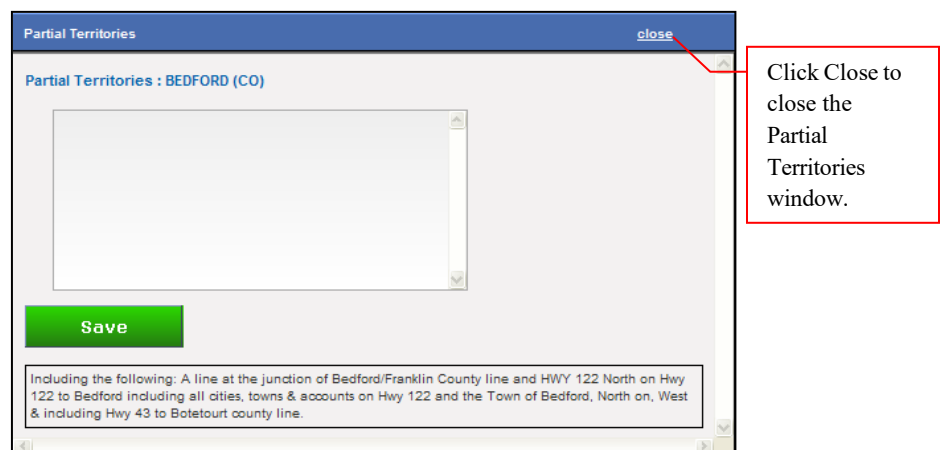 Partial Territories
close
Partial Territories : BEDFORD (CO)
Save
Including the following: A line at the junction of Bedford/Franklin County line and HWY 122 North on Hwy
122 to Bedford including all cities, towns & accounts on Hwy 122 and the Town of Bedford, North on, West
& including Hwy 43 to Botetourt county line.
Click Close to
close the
Partial
Territories
window.